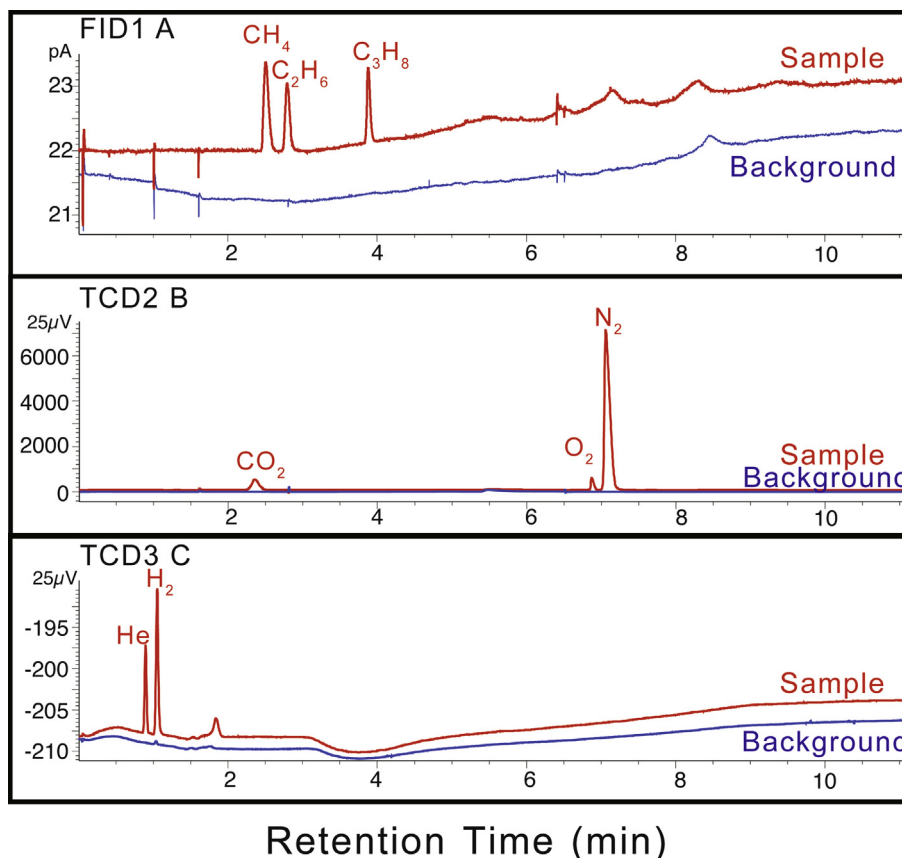 FID1 A
pA
23
22
21
CH4
C2H6
C3H8
Sample
Background
2 4 6 8 10
TCD2 B
25µV
6000
4000
2000
0
CO2
O2
N2
Sample
Background
2 4 6 8 10
TCD3 C
25µV
-195
-200
-205
-210
He
H2
Sample
Background
2 4 6 8 10
Retention Time (min)